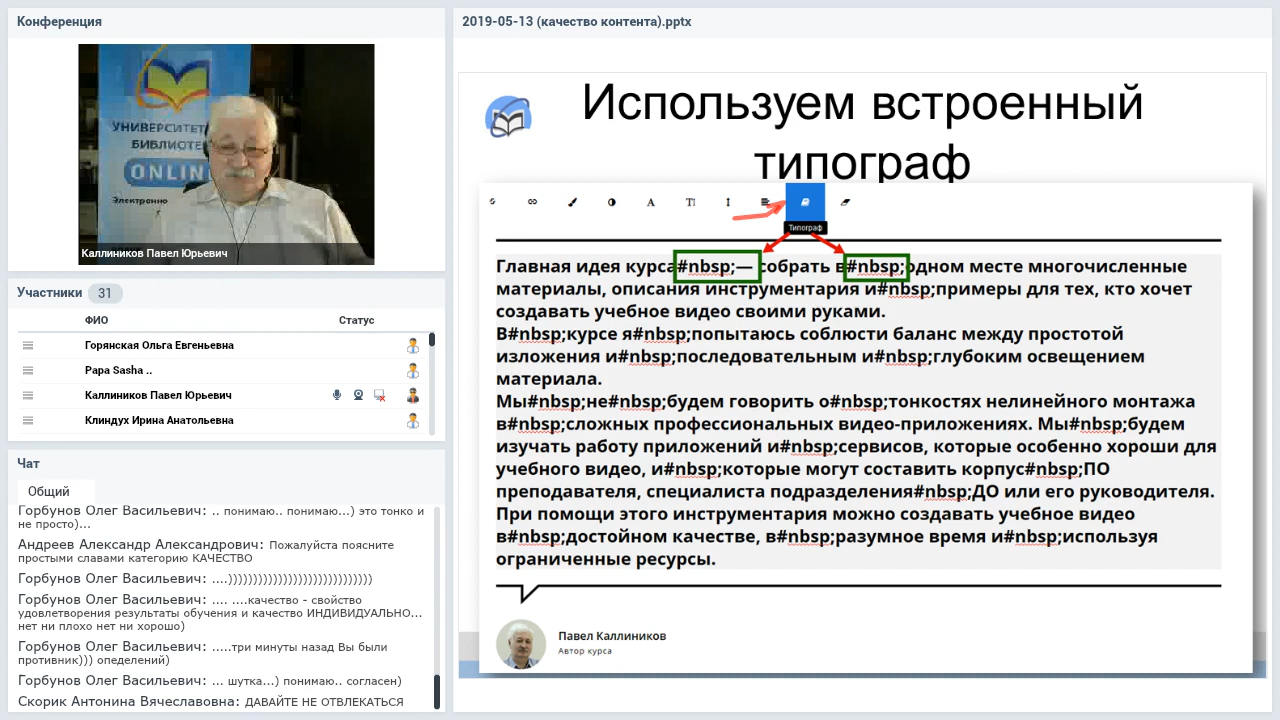 Конференция
УНИВЕРСИТЕТ
БИБЛИОТЕ
ONLIN
Электронно
Каллиников Павел Юрьевич
Участники 31
ФИО Статус
Горянская Ольга Евгеньевна
Papa Sasha ..
Каллиников Павел Юрьевич
Клиндух Ирина Анатольевна
Чат
Общий
Горбунов Олег Васильевич: .. понимаю.. понимаю...) это тонко и
не просто)...
Андреев Александр Александрович: Пожалуйста поясните
простыми славами категорию КАЧЕСТВО
Горбунов Олег Васильевич: ....))))))))))))))))))))))))))))))
Горбунов Олег Васильевич: .... ....качество - свойство
удовлетворения результаты обучения и качество ИНДИВИДУАЛЬНО...
нет ни плохо нет ни хорошо)
Горбунов Олег Васильевич: .....три минуты назад Вы были
противник))) опеделений)
Горбунов Олег Васильевич: ... шутка...) понимаю.. согласен)
Скорик Антонина Вячеславовна: ДАВАЙТЕ НЕ ОТВЛЕКАТЬСЯ
2019-05-13 (качество контента).pptx
Используем встроенный
типограф
Типограф
Главная идея курса#nbsp;— собрать в#nbsp;одном месте многочисленные
материалы, описания инструментария и#nbsp;примеры для тех, кто хочет
создавать учебное видео своими руками.
В#nbsp;курсе я#nbsp;попытаюсь соблюсти баланс между простотой
изложения и#nbsp;последовательным и#nbsp;глубоким освещением
материала.
Мы#nbsp;не#nbsp;будем говорить о#nbsp;тонкостях нелинейного монтажа
в#nbsp;сложных профессиональных видео-приложениях. Мы#nbsp;будем
изучать работу приложений и#nbsp;сервисов, которые особенно хороши для
учебного видео, и#nbsp;которые могут составить корпус#nbsp;ПО
преподавателя, специалиста подразделения#nbsp;ДО или его руководителя.
При помощи этого инструментария можно создавать учебное видео
в#nbsp;достойном качестве, в#nbsp;разумное время и#nbsp;используя
ограниченные ресурсы.
Павел Каллиников
Автор курса